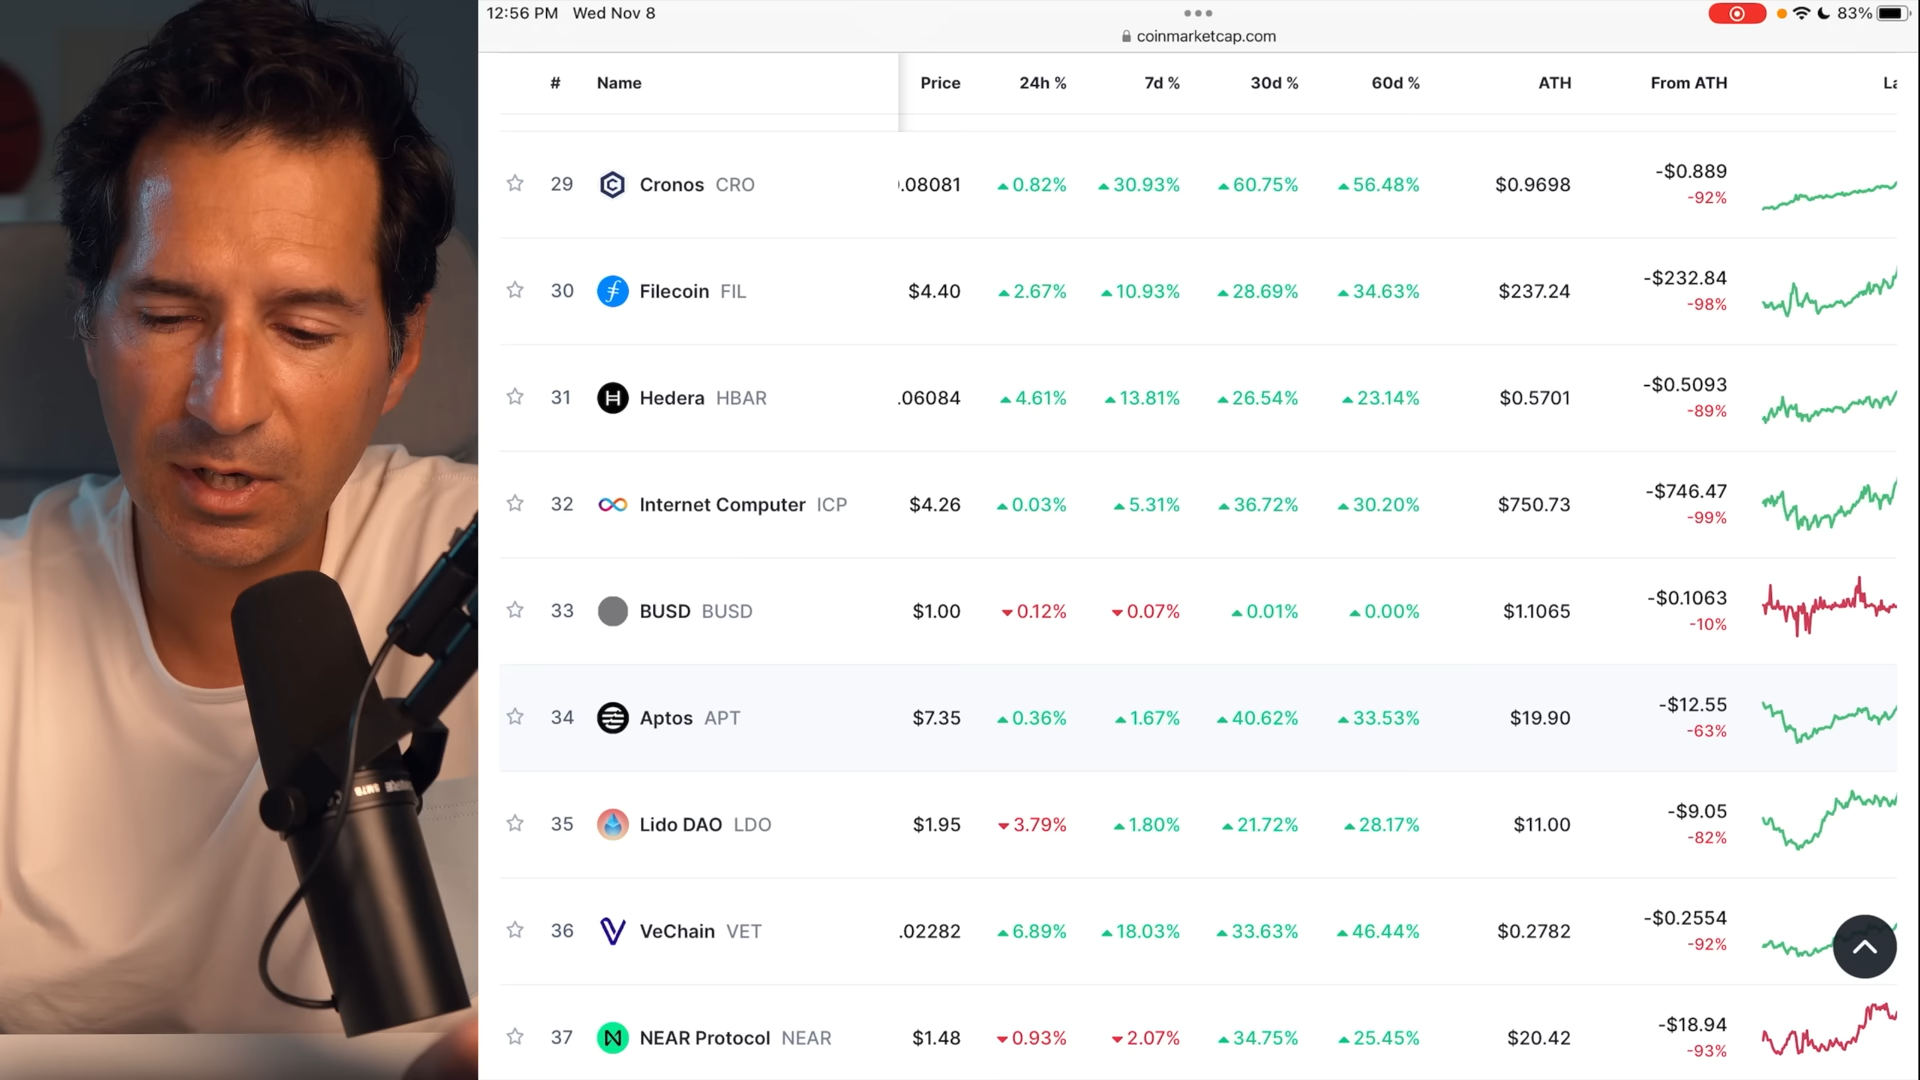 12:56 PM Wed Nov 8
83%
coinmarketcap.com
# Name Price 24h % 7d % 30d % 60d % ATH From ATH La
29 Cronos CRO .08081 0.82% 30.93% 60.75% 56.48% $0.9698 -$0.889
-92%
30 Filecoin FIL $4.40 2.67% 10.93% 28.69% 34.63% $237.24 -$232.84
-98%
31 Hedera HBAR .06084 4.61% 13.81% 26.54% 23.14% $0.5701 -$0.5093
-89%
32 Internet Computer ICP $4.26 0.03% 5.31% 36.72% 30.20% $750.73 -$746.47
-99%
33 BUSD BUSD $1.00 0.12% 0.07% 0.01% 0.00% $1.1065 -$0.1063
-10%
34 Aptos APT $7.35 0.36% 1.67% 40.62% 33.53% $19.90 -$12.55
-63%
35 Lido DAO LDO $1.95 3.79% 1.80% 21.72% 28.17% $11.00 -$9.05
-82%
36 VeChain VET .02282 6.89% 18.03% 33.63% 46.44% $0.2782 -$0.2554
-92%
37 NEAR Protocol NEAR $1.48 0.93% 2.07% 34.75% 25.45% $20.42 -$18.94
-93%